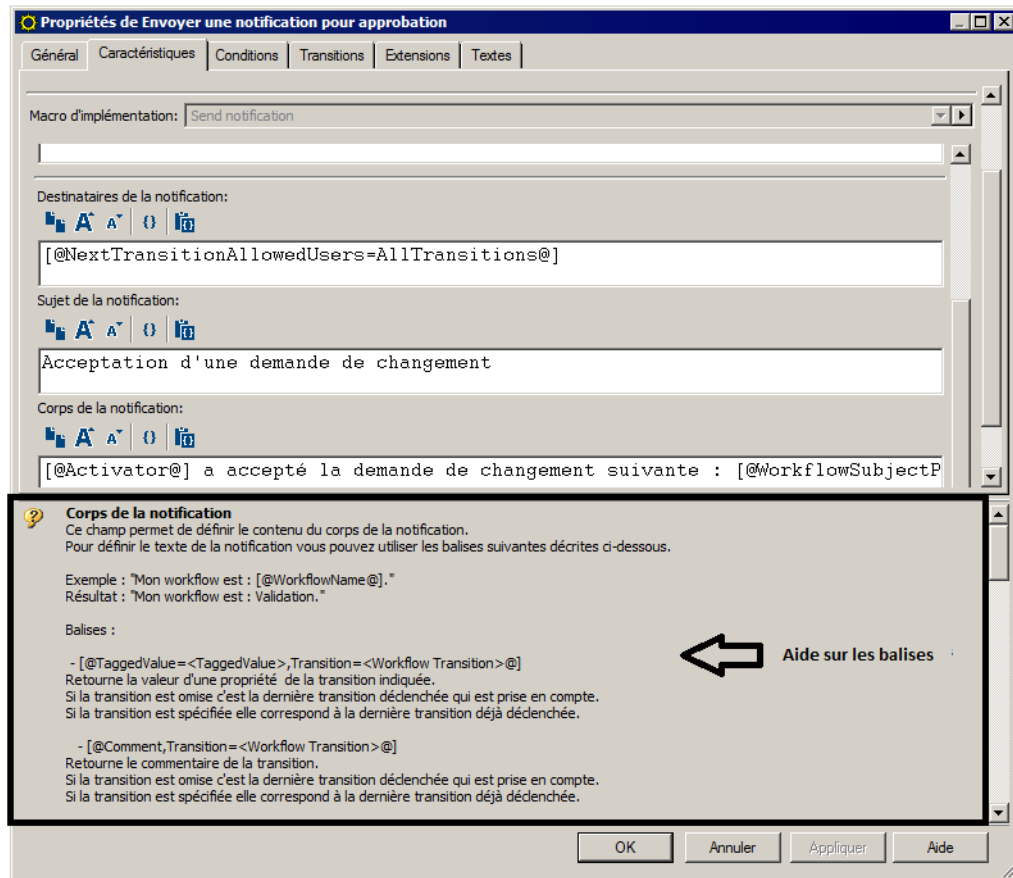 Propriétés de Envoyer une notification pour approbation
Général Caractéristiques Conditions Transitions Extensions Textes
Macro d'implémentation: Send notification
Destinataires de la notification:
[@NextTransitionAllowedUsers=AllTransitions@]
Sujet de la notification:
Acceptation d'une demande de changement
Corps de la notification:
[@Activator@] a accepté la demande de changement suivante : [@WorkflowSubjectP
Corps de la notification
Ce champ permet de définir le contenu du corps de la notification.
Pour définir le texte de la notification vous pouvez utiliser les balises suivantes décrites ci-dessous.
Exemple : "Mon workflow est : [@WorkflowName@]."
Résultat : "Mon workflow est : Validation."
Balises :
- [@TaggedValue=<TaggedValue>,Transition=<Workflow Transition>@]
Retourne la valeur d'une propriété de la transition indiquée.
Si la transition est omise c'est la dernière transition déclenchée qui est prise en compte.
Si la transition est spécifiée elle correspond à la dernière transition déjà déclenchée.
- [@Comment,Transition=<Workflow Transition>@]
Retourne le commentaire de la transition.
Si la transition est omise c'est la dernière transition déclenchée qui est prise en compte.
Si la transition est spécifiée elle correspond à la dernière transition déjà déclenchée.
Aide sur les balises
OK Annuler Appliquer Aide